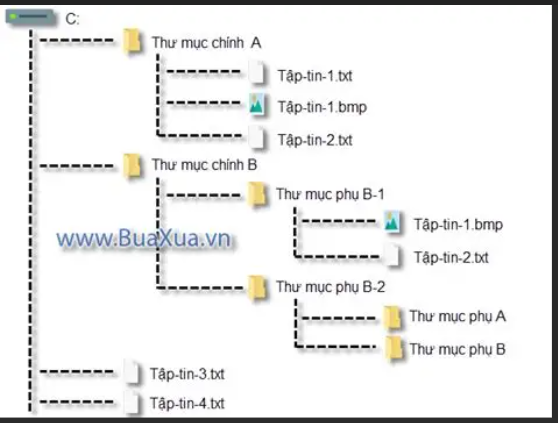 C:
Thư mục chính A
Tập-tin-1.txt
Tập-tin-1.bmp
Tập-tin-2.txt
Thư mục chính B
Thư mục phụ B-1
Tập-tin-1.bmp
www.BuaXua.vn
Tập-tin-2.txt
Thư mục phụ B-2
Thư mục phụ A
Thư mục phụ B
Tập-tin-3.txt
Tập-tin-4.txt